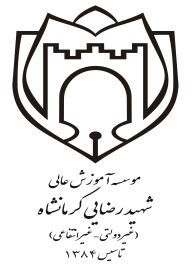 موسسه آموزش عالی
شهید رضایی کرمانشاه
(غیردولتی-غیرانتفاعی)
تاسیس ۱۳۸۴